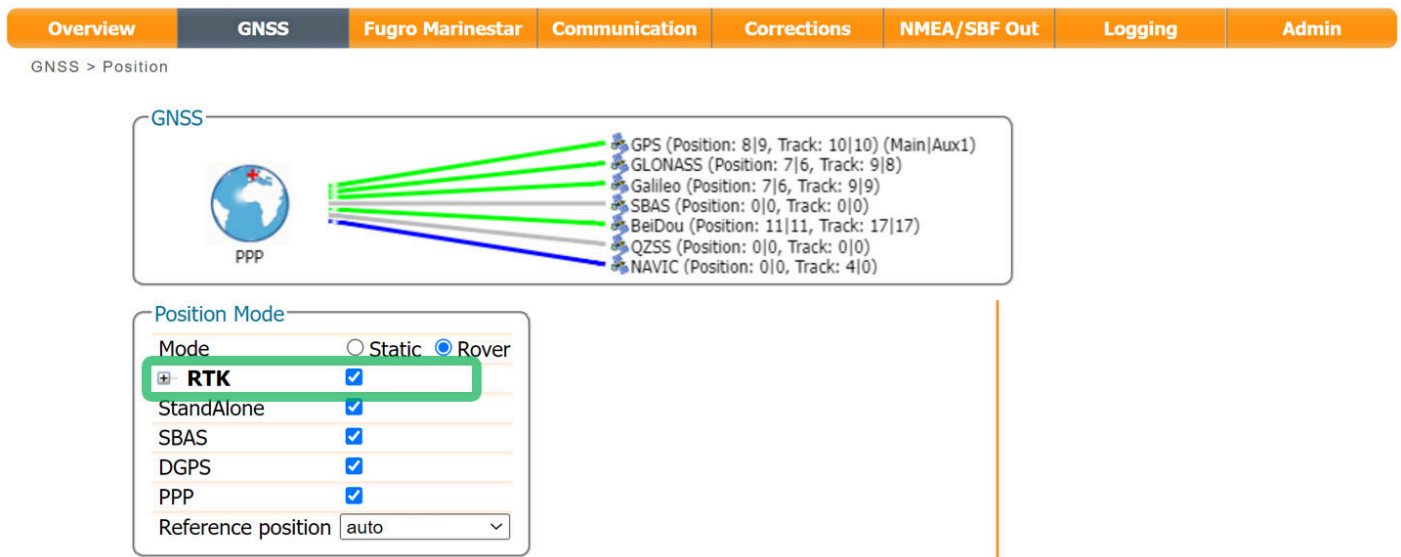 Overview GNSS Fugro Marinestar Communication Corrections NMEA/SBF Out Logging Admin
GNSS > Position
GNSS
GPS (Position: 8|9, Track: 10|10) (Main|Aux1)
GLONASS (Position: 7|6, Track: 9|8)
Galileo (Position: 7|6, Track: 9|9)
SBAS (Position: 0|0, Track: 0|0)
BeiDou (Position: 11|11, Track: 17|17)
QZSS (Position: 0|0, Track: 0|0)
NAVIC (Position: 0|0, Track: 4|0)
PPP
Position Mode
Mode Static Rover
RTK
StandAlone
SBAS
DGPS
PPP
Reference position auto